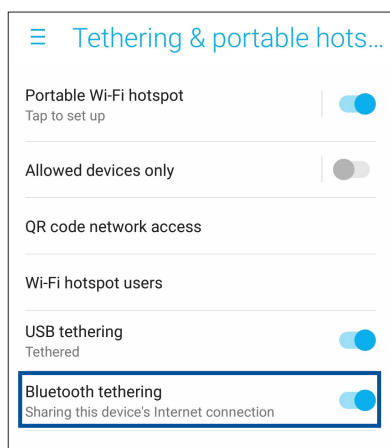 Tethering & portable hots...
Portable Wi-Fi hotspot
Tap to set up
Allowed devices only
QR code network access
Wi-Fi hotspot users
USB tethering
Tethered
Bluetooth tethering
Sharing this device's Internet connection